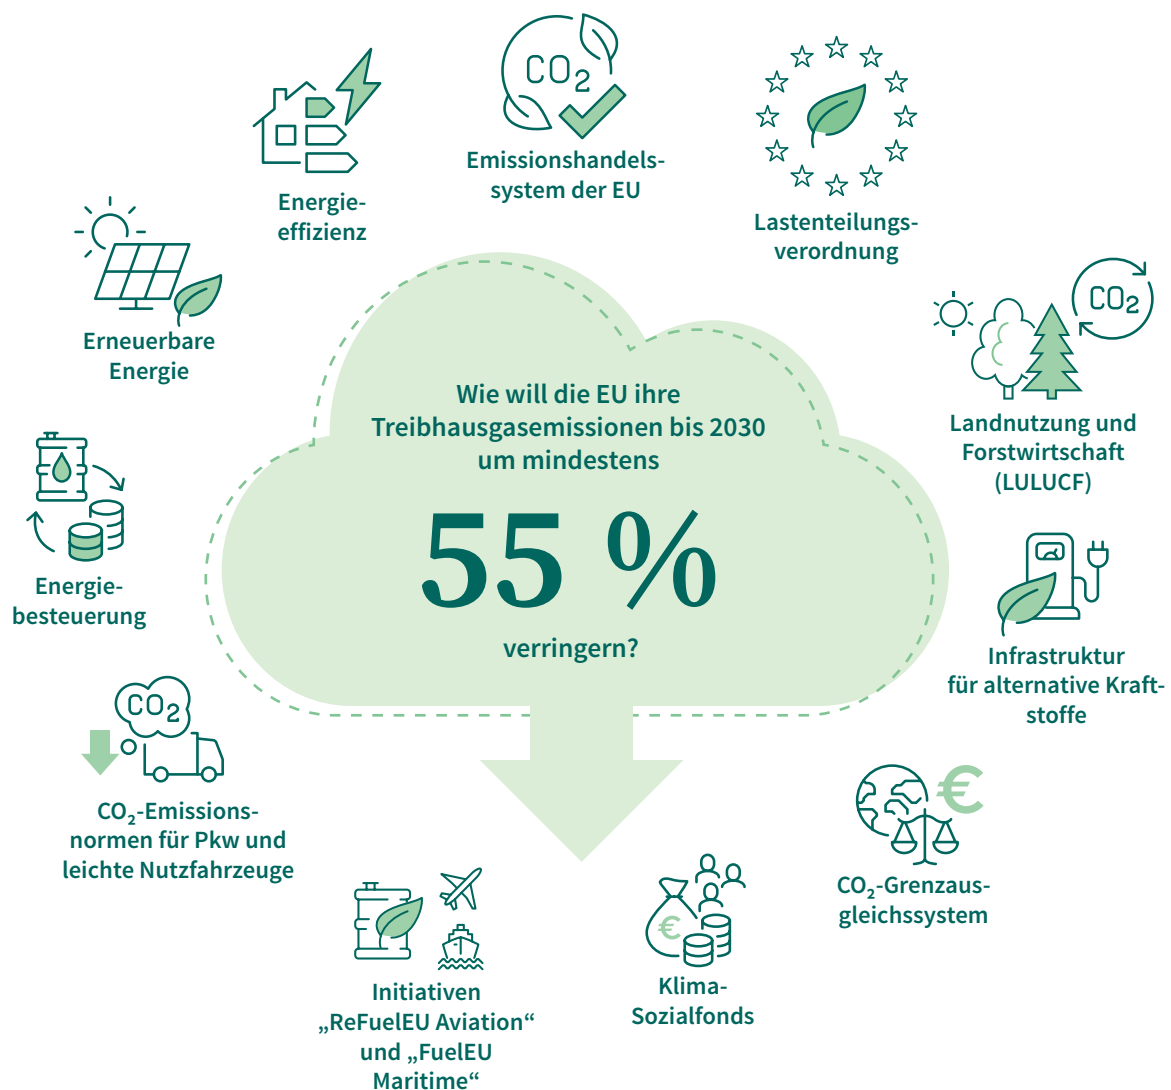 CO₂
Emissionshandels-
system der EU
Lastenteilungs-
verordnung
Energie-
effizienz
Erneuerbare
Energie
CO₂
Landnutzung und
Forstwirtschaft
(LULUCF)
Wie will die EU ihre
Treibhausgasemissionen bis 2030
um mindestens
55 %
verringern?
Energie-
besteuerung
Infrastruktur
für alternative Kraft-
stoffe
CO₂
CO₂-Emissions-
normen für Pkw und
leichte Nutzfahrzeuge
€
CO₂-Grenzaus-
gleichssystem
€
Klima-
Sozialfonds
Initiativen
„ReFuelEU Aviation“
und „FuelEU
Maritime“